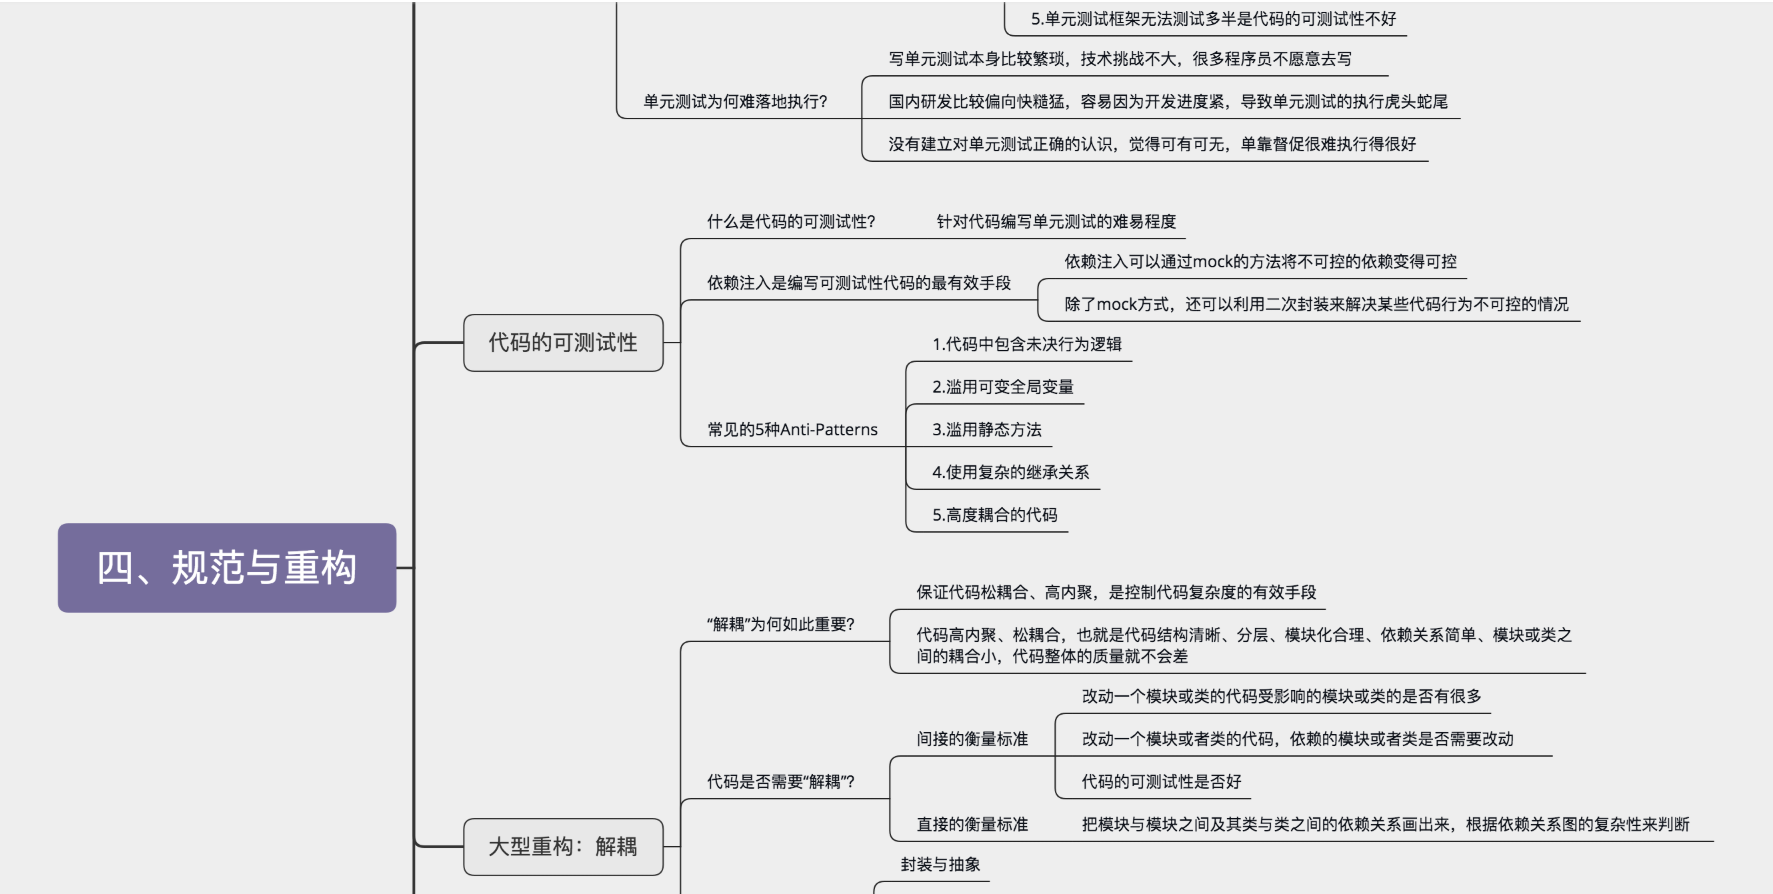 5.单元测试框架无法测试多半是代码的可测试性不好
写单元测试本身比较繁琐，技术挑战不大，很多程序员不愿意去写
单元测试为何难落地执行？
国内研发比较偏向快糙猛，容易因为开发进度紧，导致单元测试的执行虎头蛇尾
没有建立对单元测试正确的认识，觉得可有可无，单靠督促很难执行得很好
什么是代码的可测试性？
针对代码编写单元测试的难易程度
依赖注入是编写可测试性代码的最有效手段
依赖注入可以通过mock的方法将不可控的依赖变得可控
除了mock方式，还可以利用二次封装来解决某些代码行为不可控的情况
代码的可测试性
1.代码中包含未决行为逻辑
2.滥用可变全局变量
常见的5种Anti-Patterns
3.滥用静态方法
4.使用复杂的继承关系
5.高度耦合的代码
四、规范与重构
“解耦”为何如此重要？
保证代码松耦合、高内聚，是控制代码复杂度的有效手段
代码高内聚、松耦合，也就是代码结构清晰、分层、模块化合理、依赖关系简单、模块或类之
间的耦合小，代码整体的质量就不会差
代码是否需要“解耦”？
间接的衡量标准
改动一个模块或类的代码受影响的模块或类的是否有很多
改动一个模块或者类的代码，依赖的模块或者类是否需要改动
代码的可测试性是否好
直接的衡量标准
把模块与模块之间及其类与类之间的依赖关系画出来，根据依赖关系图的复杂性来判断
大型重构：解耦
封装与抽象